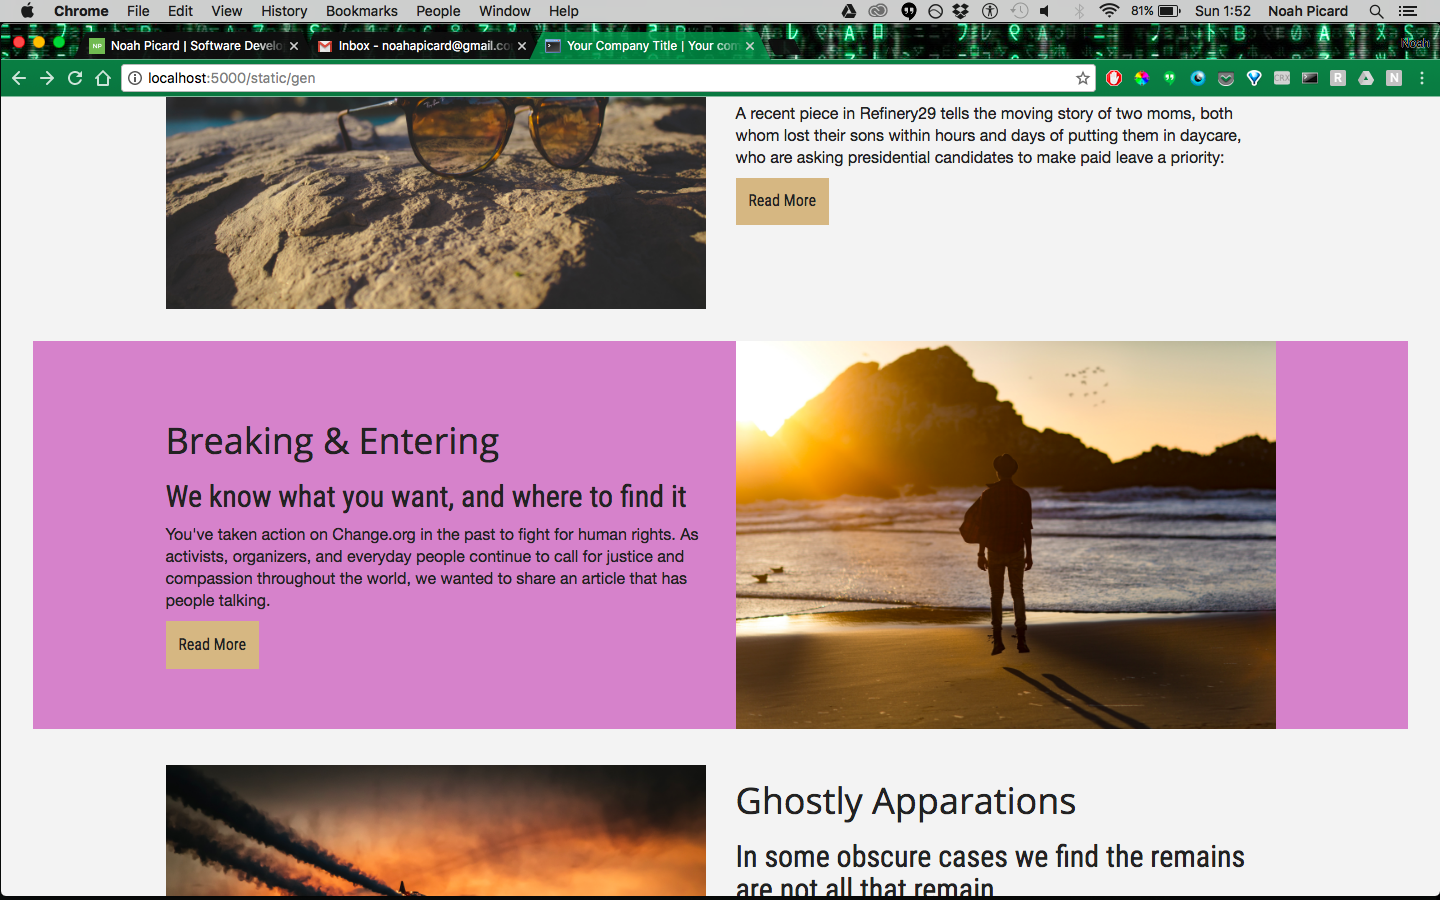 Chrome File Edit View History Bookmarks People Window Help 81% Sun 1:52 Noah Picard
NP Noah Picard | Software Develo Inbox - noahapicard@gmail.co Your Company Title | Your com Noah
localhost:5000/static/gen CRX R N
A recent piece in Refinery29 tells the moving story of two moms, both
whom lost their sons within hours and days of putting them in daycare,
who are asking presidential candidates to make paid leave a priority:
Read More
Breaking & Entering
We know what you want, and where to find it
You've taken action on Change.org in the past to fight for human rights. As
activists, organizers, and everyday people continue to call for justice and
compassion throughout the world, we wanted to share an article that has
people talking.
Read More
Ghostly Apparations
In some obscure cases we find the remains
are not all that remain